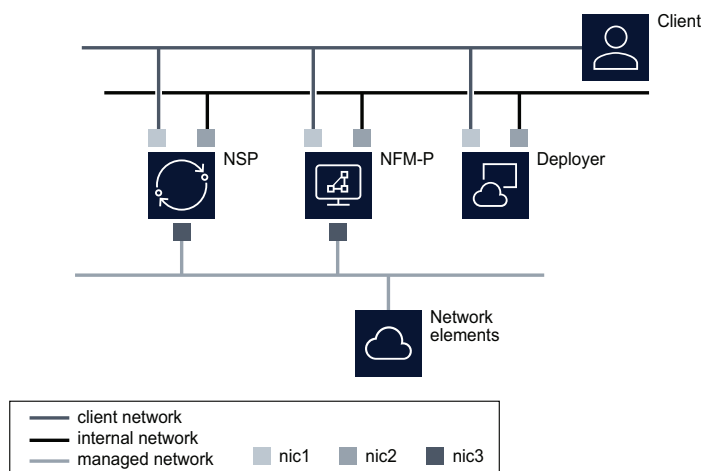 Client
NSP
NFM-P
Deployer
Network
elements
client network
internal network
managed network
nic1
nic2
nic3